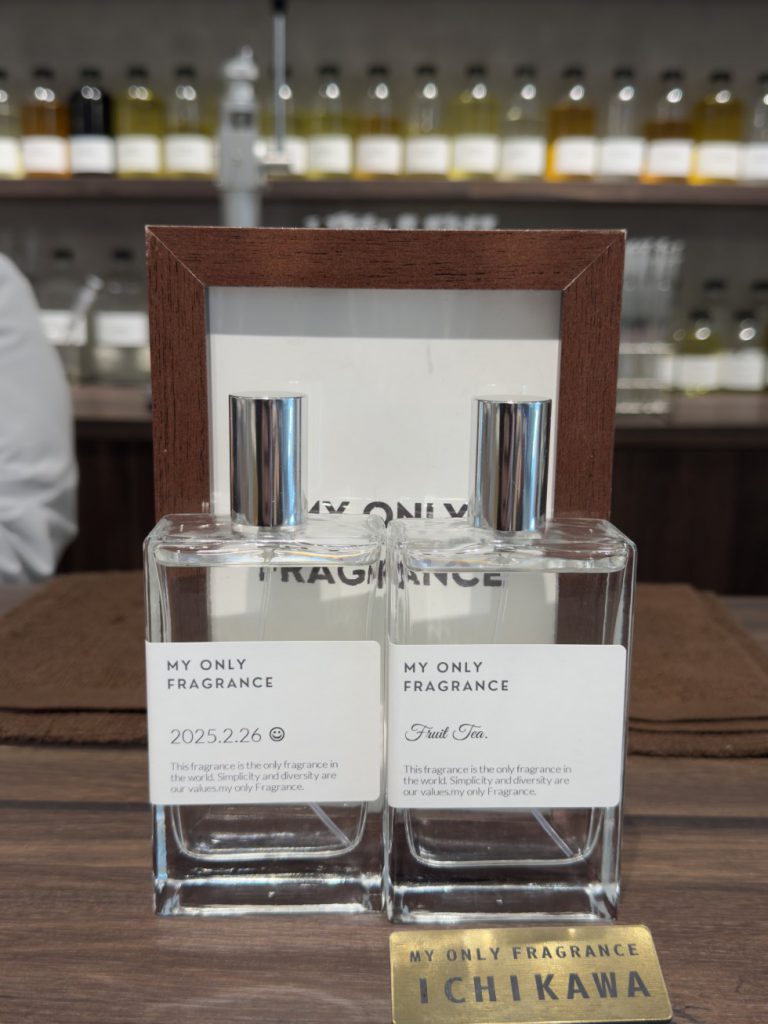 MY ONLY
FRAGRANCE
MY ONLY
FRAGRANCE
2025.2.26 ☺
This fragrance is the only fragrance in
the world. Simplicity and diversity are
our values.my only Fragrance.
MY ONLY
FRAGRANCE
Fruit Tea.
This fragrance is the only fragrance in
the world. Simplicity and diversity are
our values.my only Fragrance.
MY ONLY FRAGRANCE
ICHIKAWA